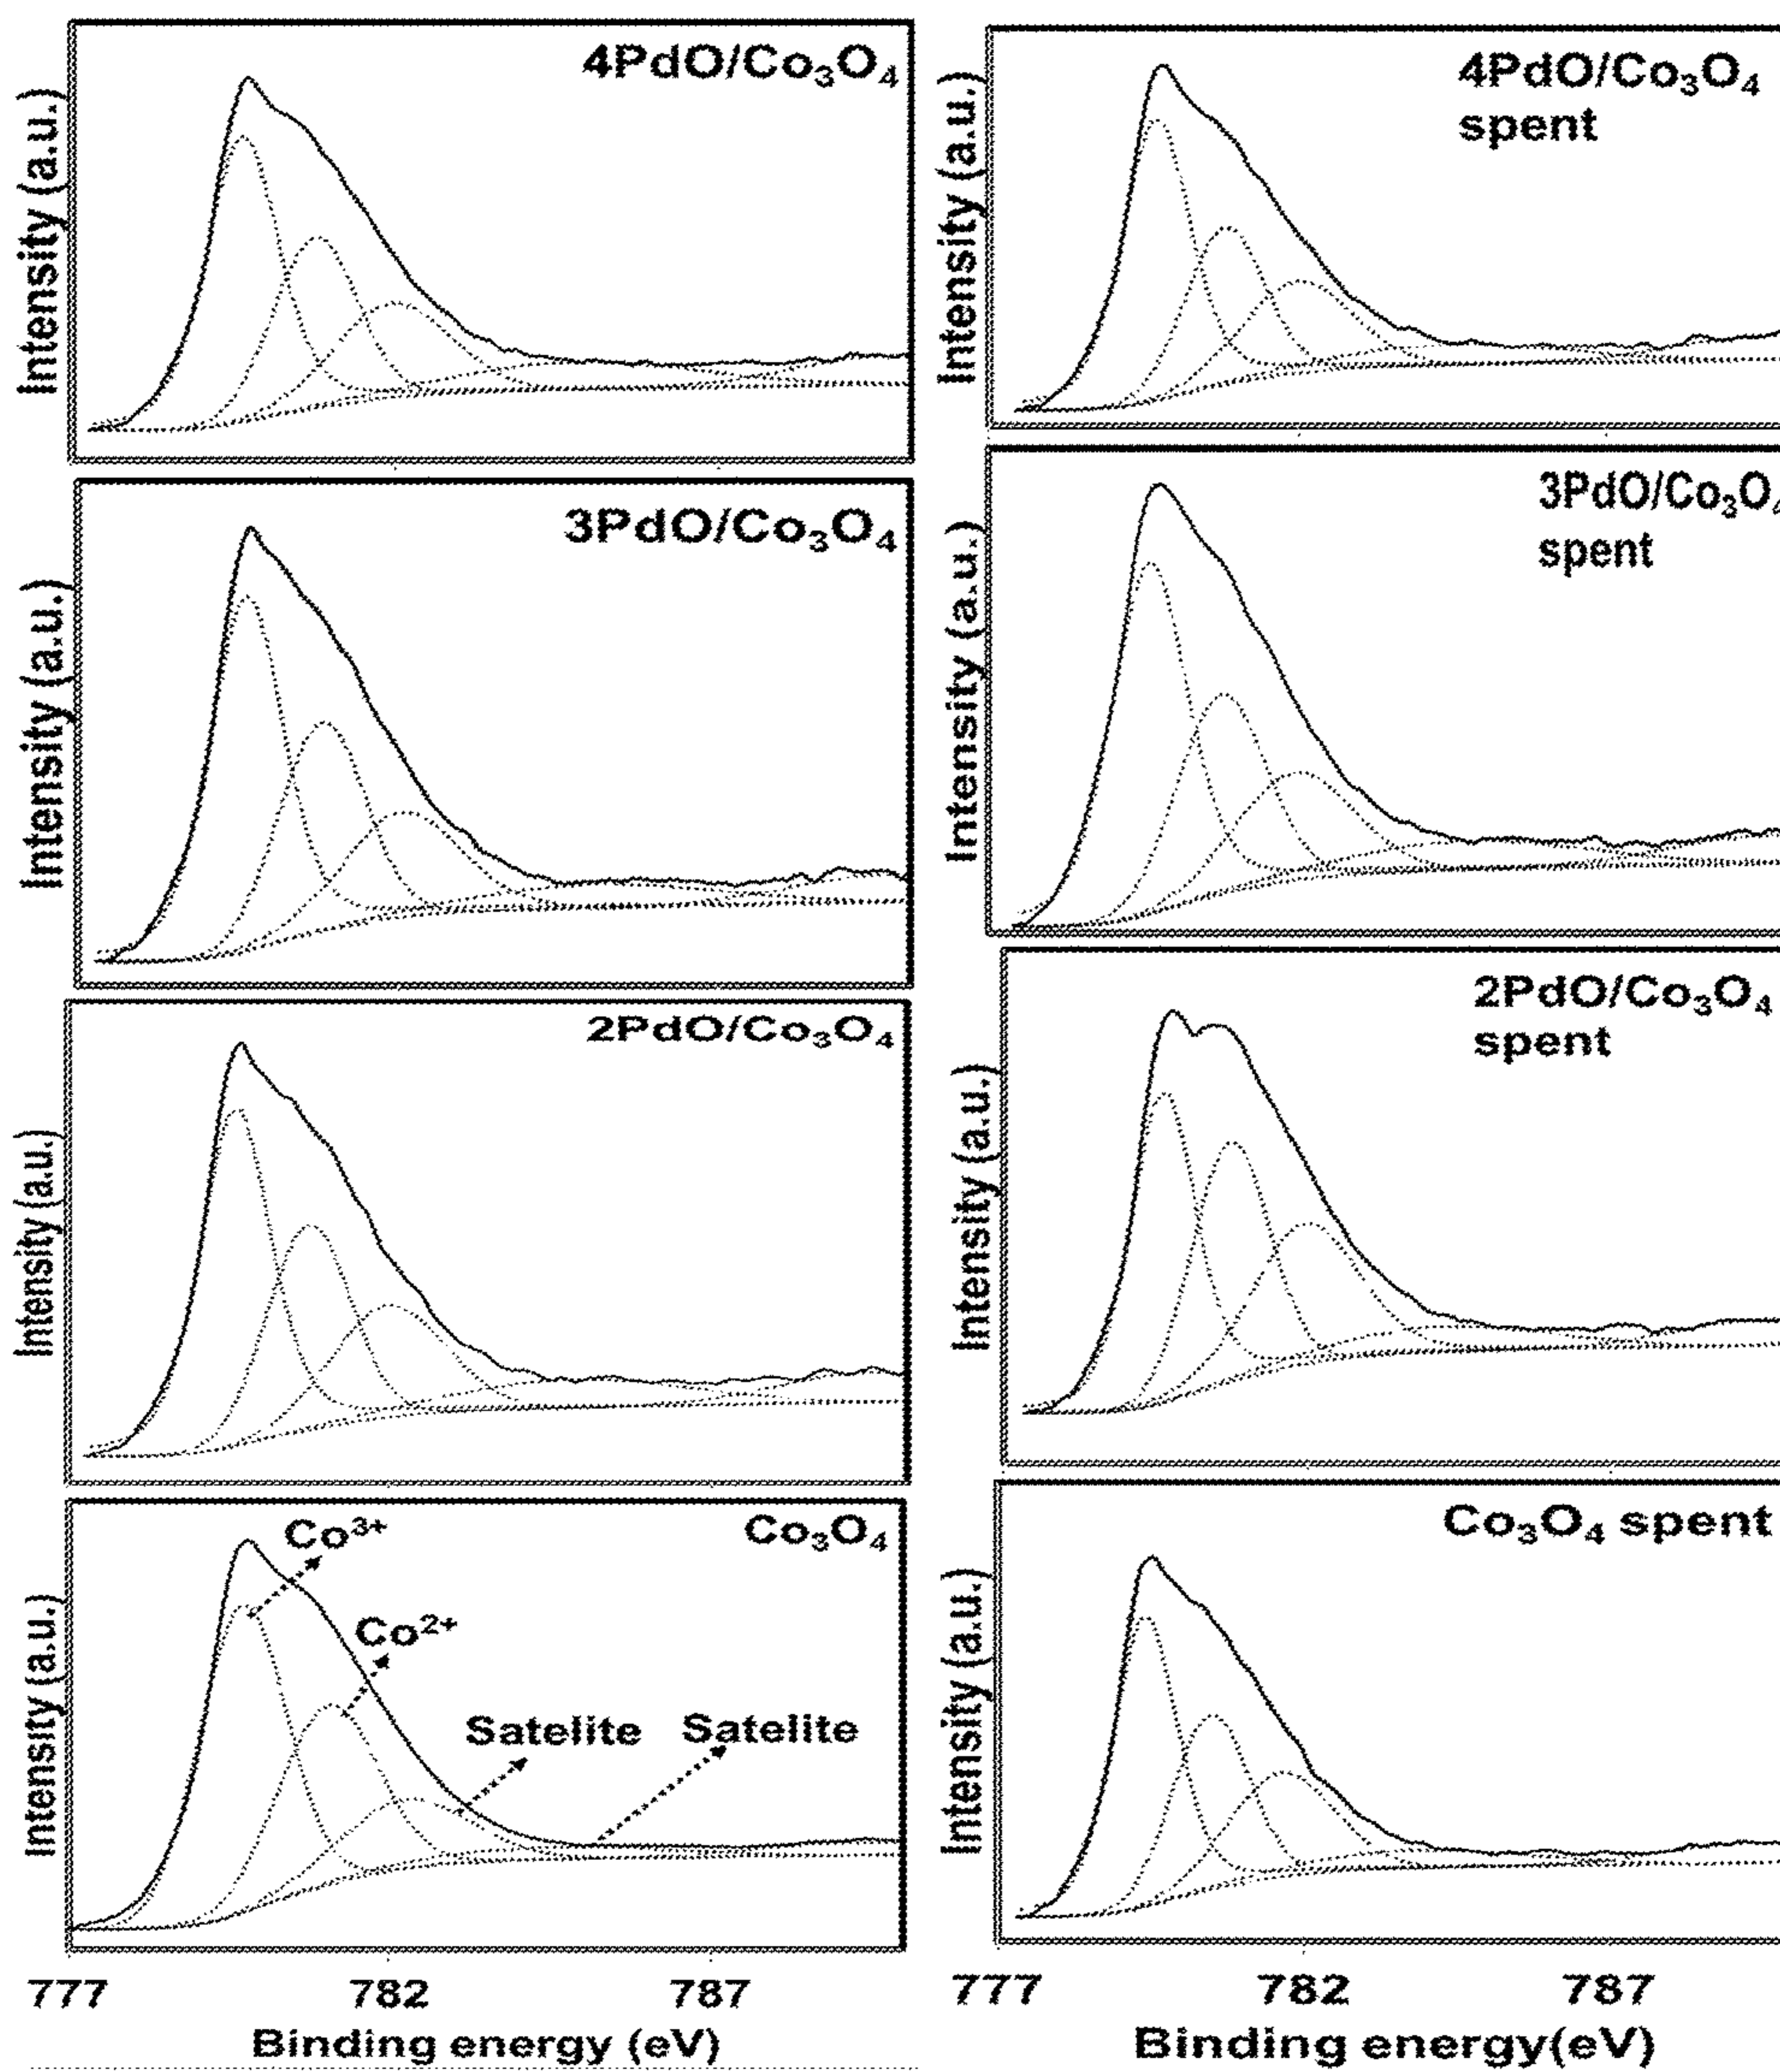 4PdO/Co₃O₄
Intensity (a.u.)
3PdO/Co₃O₄
Intensity (a.u.)
2PdO/Co₃O₄
Intensity (a.u.)
Co₃O₄
Co³⁺
Co²⁺
Satelite
Satelite
Intensity (a.u.)
777
782
787
Binding energy (eV)
4PdO/Co₃O₄
spent
Intensity (a.u.)
3PdO/Co₃O₄
spent
Intensity (a.u.)
2PdO/Co₃O₄
spent
Intensity (a.u.)
Co₃O₄ spent
Intensity (a.u.)
777
782
787
Binding energy(eV)